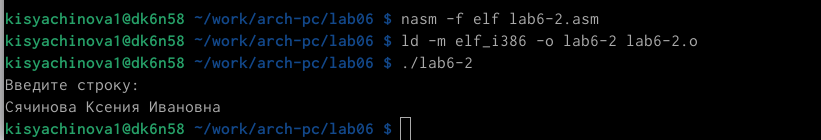 kisyachinova1@dk6n58 ~/work/arch-pc/lab06 $ nasm -f elf lab6-2.asm
kisyachinova1@dk6n58 ~/work/arch-pc/lab06 $ ld -m elf_i386 -o lab6-2 lab6-2.o
kisyachinova1@dk6n58 ~/work/arch-pc/lab06 $ ./lab6-2
Введите строку:
Сячинова Ксения Ивановна
kisyachinova1@dk6n58 ~/work/arch-pc/lab06 $